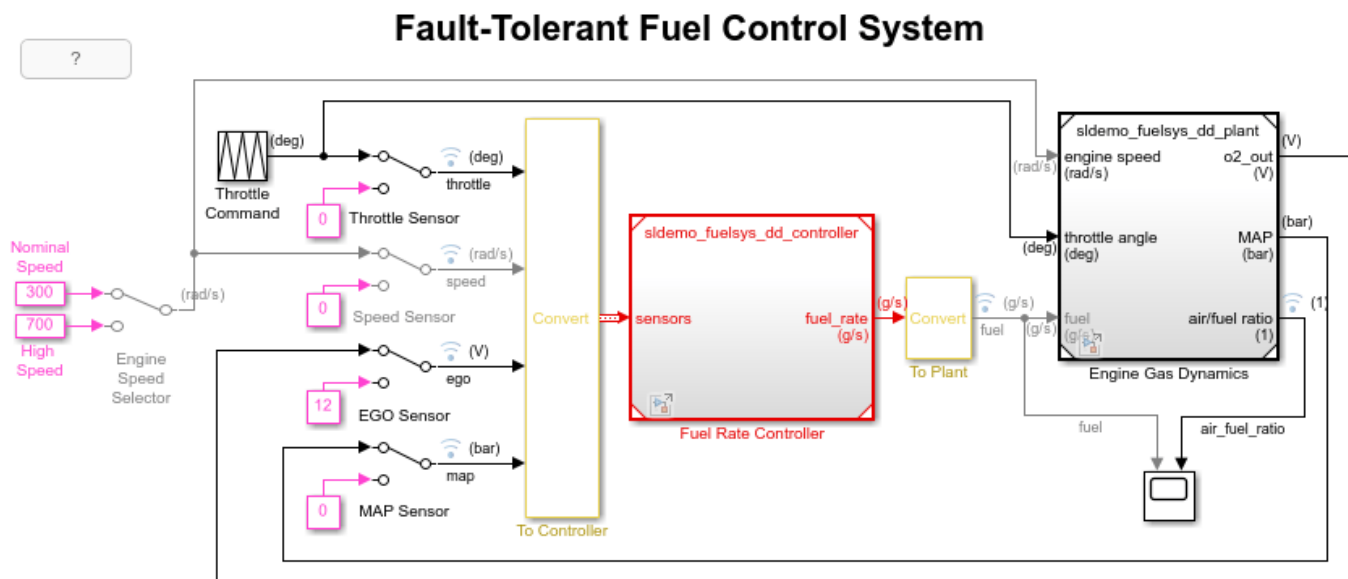 Fault-Tolerant Fuel Control System
?
(deg)
Throttle
Command
(deg)
throttle
0
Throttle Sensor
Nominal
Speed
300
700
High
Speed
(rad/s)
Engine
Speed
Selector
(rad/s)
speed
0
Speed Sensor
(V)
ego
12
EGO Sensor
(bar)
map
0
MAP Sensor
Convert
To Controller
sldemo_fuelsys_dd_controller
sensors
fuel_rate
(g/s)
Fuel Rate Controller
(g/s)
Convert
To Plant
(g/s)
fuel
(g/s)
(rad/s)
(deg)
sldemo_fuelsys_dd_plant
engine speed
(rad/s)
o2_out
(V)
throttle angle
(deg)
MAP
(bar)
fuel
(g/s)
air/fuel ratio
(1)
Engine Gas Dynamics
(V)
(bar)
(1)
fuel
air_fuel_ratio